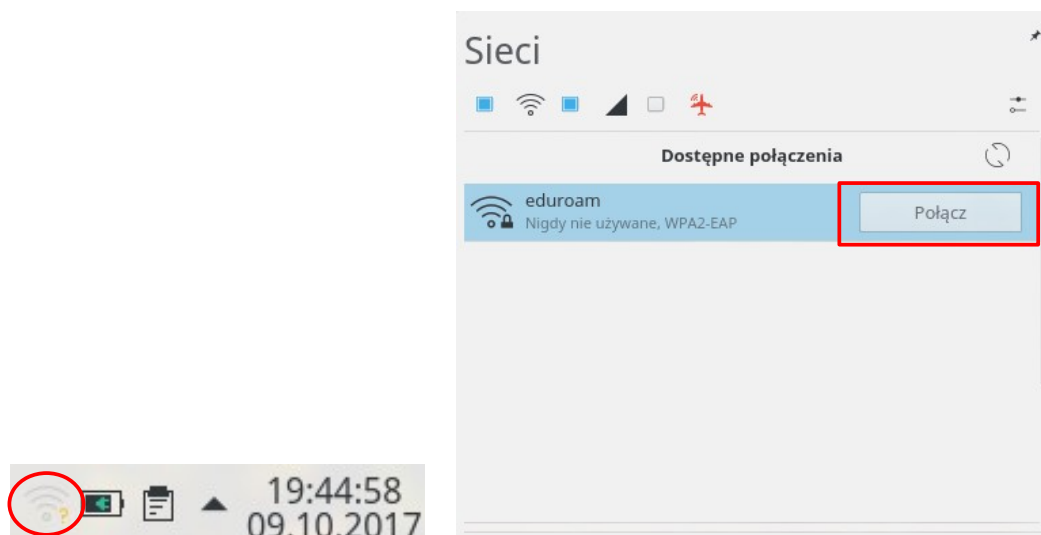 Sieci
Dostępne połączenia
eduroam
Nigdy nie używane, WPA2-EAP
Połącz
19:44:58
09.10.2017